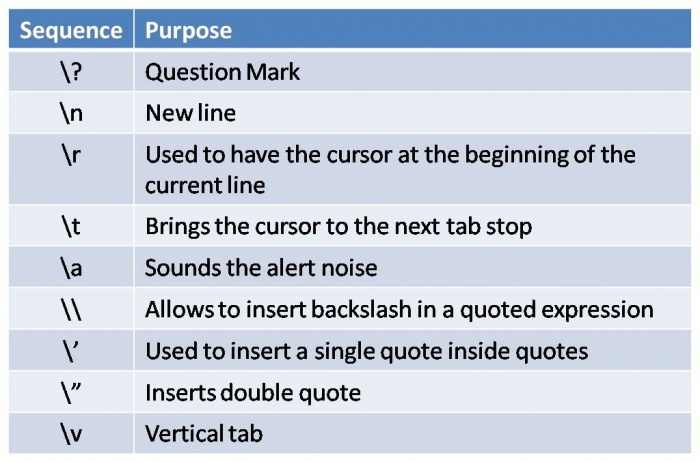 Sequence Purpose
\? Question Mark
\n New line
\r Used to have the cursor at the beginning of the
current line
\t Brings the cursor to the next tab stop
\a Sounds the alert noise
\\ Allows to insert backslash in a quoted expression
\’ Used to insert a single quote inside quotes
\” Inserts double quote
\v Vertical tab